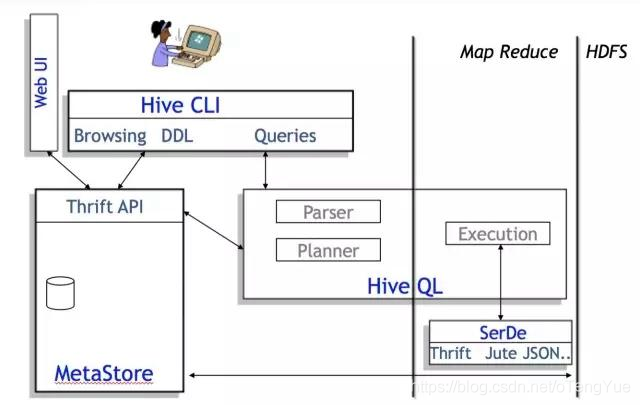 Web UI
Map Reduce
HDFS
Hive CLI
Browsing DDL Queries
Thrift API
Parser
Planner
Execution
Hive QL
SerDe
Thrift Jute JSON..
MetaStore
https://blog.csdn.net/oTengYue